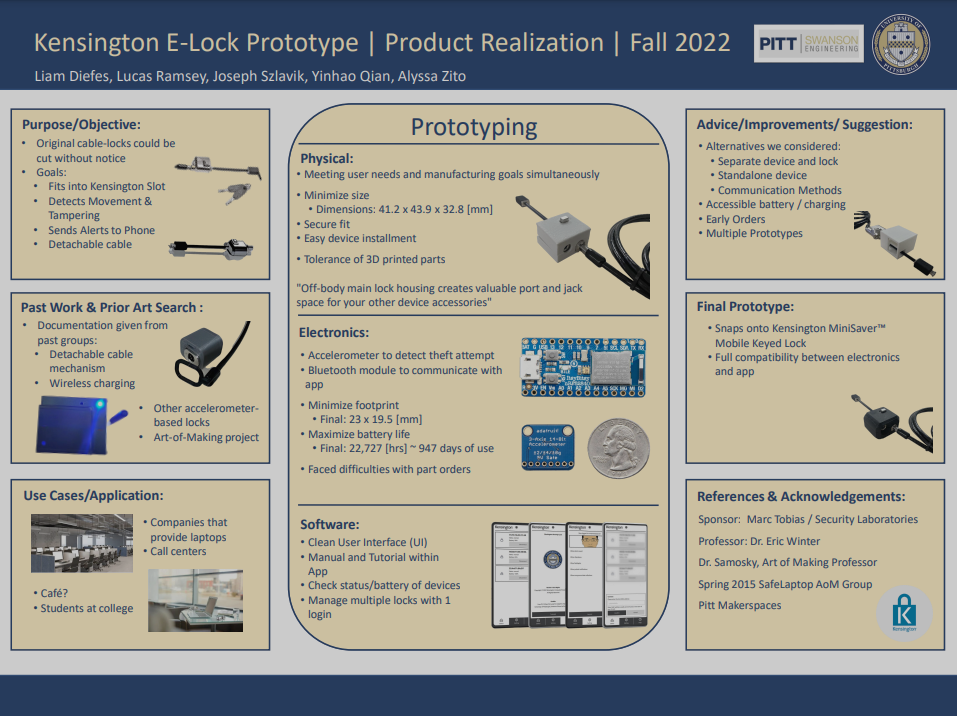 Kensington E-Lock Prototype | Product Realization | Fall 2022
Liam Diefes, Lucas Ramsey, Joseph Szlavik, Yinhao Qian, Alyssa Zito
PITT | SWANSON
ENGINEERING
UNIVERSITY OF
PITTSBURGH
Purpose/Objective:
• Original cable-locks could be
cut without notice
• Goals:
• Fits into Kensington Slot
• Detects Movement &
Tampering
• Sends Alerts to Phone
• Detachable cable
Past Work & Prior Art Search :
• Documentation given from
past groups:
• Detachable cable
mechanism
• Wireless charging
• Other accelerometer-
based locks
• Art-of-Making project
Use Cases/Application:
• Companies that
provide laptops
• Call centers
• Café?
• Students at college
Prototyping
Physical:
• Meeting user needs and manufacturing goals simultaneously
• Minimize size
• Dimensions: 41.2 x 43.9 x 32.8 [mm]
• Secure fit
• Easy device installment
• Tolerance of 3D printed parts
"Off-body main lock housing creates valuable port and jack
space for your other device accessories"
Electronics:
• Accelerometer to detect theft attempt
• Bluetooth module to communicate with
app
• Minimize footprint
• Final: 23 x 19.5 [mm]
• Maximize battery life
• Final: 22,727 [hrs] ~ 947 days of use
• Faced difficulties with part orders
adafruit
3-Axis 14-Bit
Accelerometer
Software:
• Clean User Interface (UI)
• Manual and Tutorial within
App
• Check status/battery of devices
• Manage multiple locks with 1
login
Advice/Improvements/ Suggestion:
• Alternatives we considered:
• Separate device and lock
• Standalone device
• Communication Methods
• Accessible battery / charging
• Early Orders
• Multiple Prototypes
Final Prototype:
• Snaps onto Kensington MiniSaver™
Mobile Keyed Lock
• Full compatibility between electronics
and app
References & Acknowledgements:
Sponsor: Marc Tobias / Security Laboratories
Professor: Dr. Eric Winter
Dr. Samosky, Art of Making Professor
Spring 2015 SafeLaptop AoM Group
Pitt Makerspaces
K
Kensington